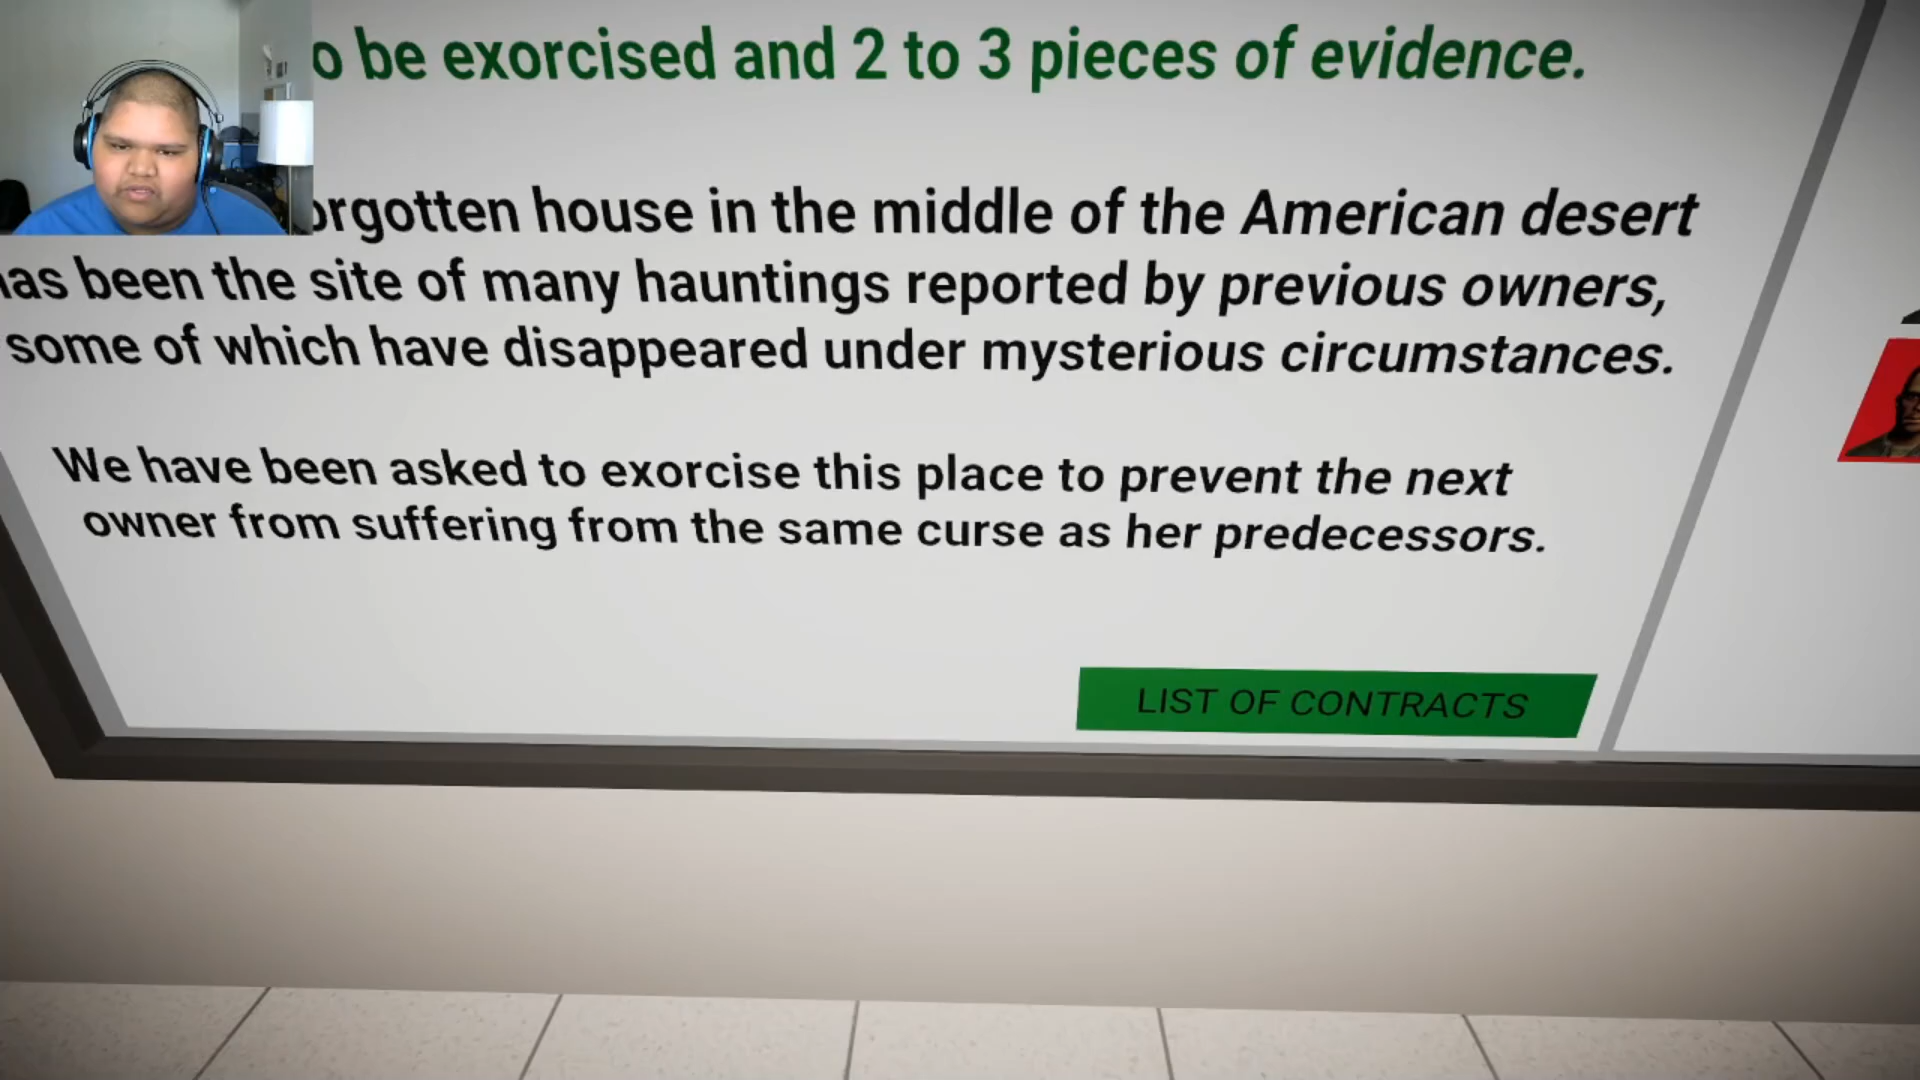 be exorcised and 2 to 3 pieces of evidence.
house in the middle of the American desert
been the site of many hauntings reported by previous owners,
some of which have disappeared under mysterious circumstances.
We have been asked to exorcise this place to prevent the next
owner from suffering from the same curse as her predecessors.
LIST OF CONTRACTS